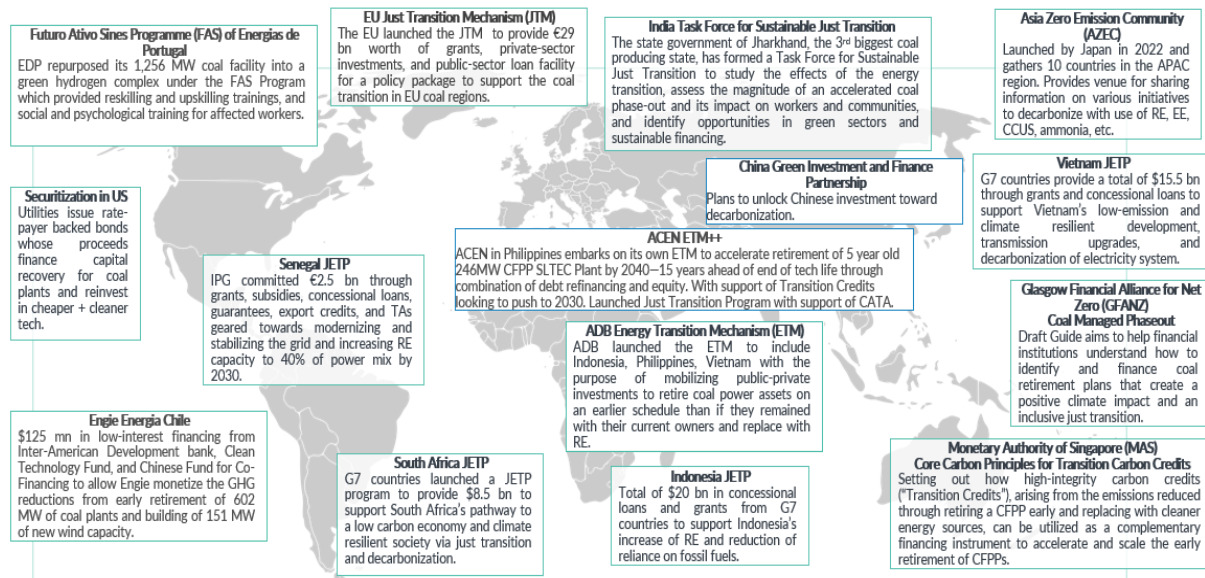 Futuro Ativo Sines Programme (FAS) of Energias de
Portugal
EDP repurposed its 1,256 MW coal facility into a
green hydrogen complex under the FAS Program
which provided reskilling and upskilling trainings, and
social and psychological training for affected workers.
EU Just Transition Mechanism (JTM)
The EU launched the JTM to provide €29
bn worth of grants, private-sector
investments, and public-sector loan facility
for a policy package to support the coal
transition in EU coal regions.
India Task Force for Sustainable Just Transition
The state government of Jharkhand, the 3rd biggest coal
producing state, has formed a Task Force for Sustainable
Just Transition to study the effects of the energy
transition, assess the magnitude of an accelerated coal
phase-out and its impact on workers and communities,
and identify opportunities in green sectors and
sustainable financing.
Asia Zero Emission Community
(AZEC)
Launched by Japan in 2022 and
gathers 10 countries in the APAC
region. Provides venue for sharing
information on various initiatives
to decarbonize with use of RE, EE,
CCUS, ammonia, etc.
China Green Investment and Finance
Partnership
Plans to unlock Chinese investment toward
decarbonization.
Vietnam JETP
G7 countries provide a total of $15.5 bn
through grants and concessional loans to
support Vietnam's low-emission and
climate resilient development,
transmission upgrades, and
decarbonization of electricity system.
Securitization in US
Utilities issue rate-
payer backed bonds
whose proceeds
finance capital
recovery for coal
plants and reinvest
in cheaper + cleaner
tech.
Senegal JETP
IPG committed €2.5 bn through
grants, subsidies, concessional loans,
guarantees, export credits, and TAs
geared towards modernizing and
stabilizing the grid and increasing RE
capacity to 40% of power mix by
2030.
ACEN ETM++
ACEN in Philippines embarks on its own ETM to accelerate retirement of 5 year old
246MW CFPP SLTEC Plant by 2040—15 years ahead of end of tech life through
combination of debt refinancing and equity. With support of Transition Credits
looking to push to 2030. Launched Just Transition Program with support of CATA.
Glasgow Financial Alliance for Net
Zero (GFANZ)
Coal Managed Phaseout
Draft Guide aims to help financial
institutions understand how to
identify and finance coal
retirement plans that create a
positive climate impact and an
inclusive just transition.
ADB Energy Transition Mechanism (ETM)
ADB launched the ETM to include
Indonesia, Philippines, Vietnam with the
purpose of mobilizing public-private
investments to retire coal power assets on
an earlier schedule than if they remained
with their current owners and replace with
RE.
Engie Energia Chile
$125 mn in low-interest financing from
Inter-American Development bank, Clean
Technology Fund, and Chinese Fund for Co-
Financing to allow Engie monetize the GHG
reductions from early retirement of 602
MW of coal plants and building of 151 MW
of new wind capacity.
South Africa JETP
G7 countries launched a JETP
program to provide $8.5 bn to
support South Africa's pathway to
a low carbon economy and climate
resilient society via just transition
and decarbonization.
Indonesia JETP
Total of $20 bn in concessional
loans and grants from G7
countries to support Indonesia's
increase of RE and reduction of
reliance on fossil fuels.
Monetary Authority of Singapore (MAS)
Core Carbon Principles for Transition Carbon Credits
Setting out how high-integrity carbon credits
("Transition Credits"), arising from the emissions reduced
through retiring a CFPP early and replacing with cleaner
energy sources, can be utilized as a complementary
financing instrument to accelerate and scale the early
retirement of CFPPs.